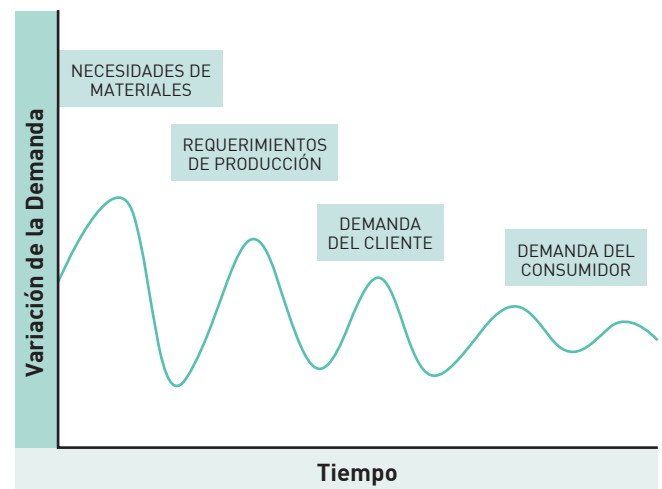 NECESIDADES DE
MATERIALES
REQUERIMIENTOS
DE PRODUCCIÓN
DEMANDA
DEL CLIENTE
DEMANDA DEL
CONSUMIDOR
Variación de la Demanda
Tiempo